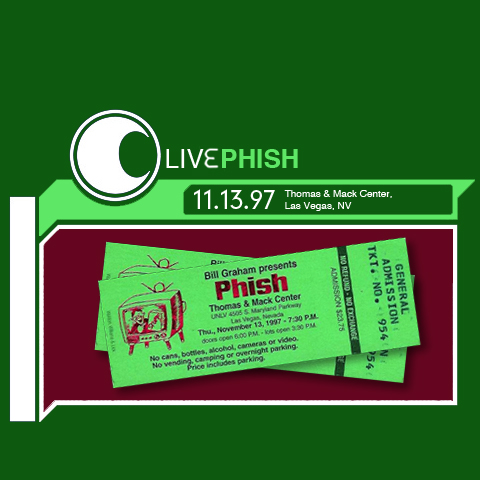 LIVEPHISH
11.13.97
Thomas & Mack Center,
Las Vegas, NV
Bill Graham presents
Phish
Thomas & Mack Center
UNLV 4505 S. Maryland Parkway
Las Vegas, Nevada
Thu., November 13, 1997 - 7:30 P.M.
doors open 6:00 P.M. - lots open 3:30 P.M.
No cans, bottles, alcohol, cameras or video.
No vending, camping or overnight parking.
Price includes parking.
NO REFUND - NO EXCHANGE
ADMISSION $23.75
GENERAL
ADMISSION
TKT. NO. 954